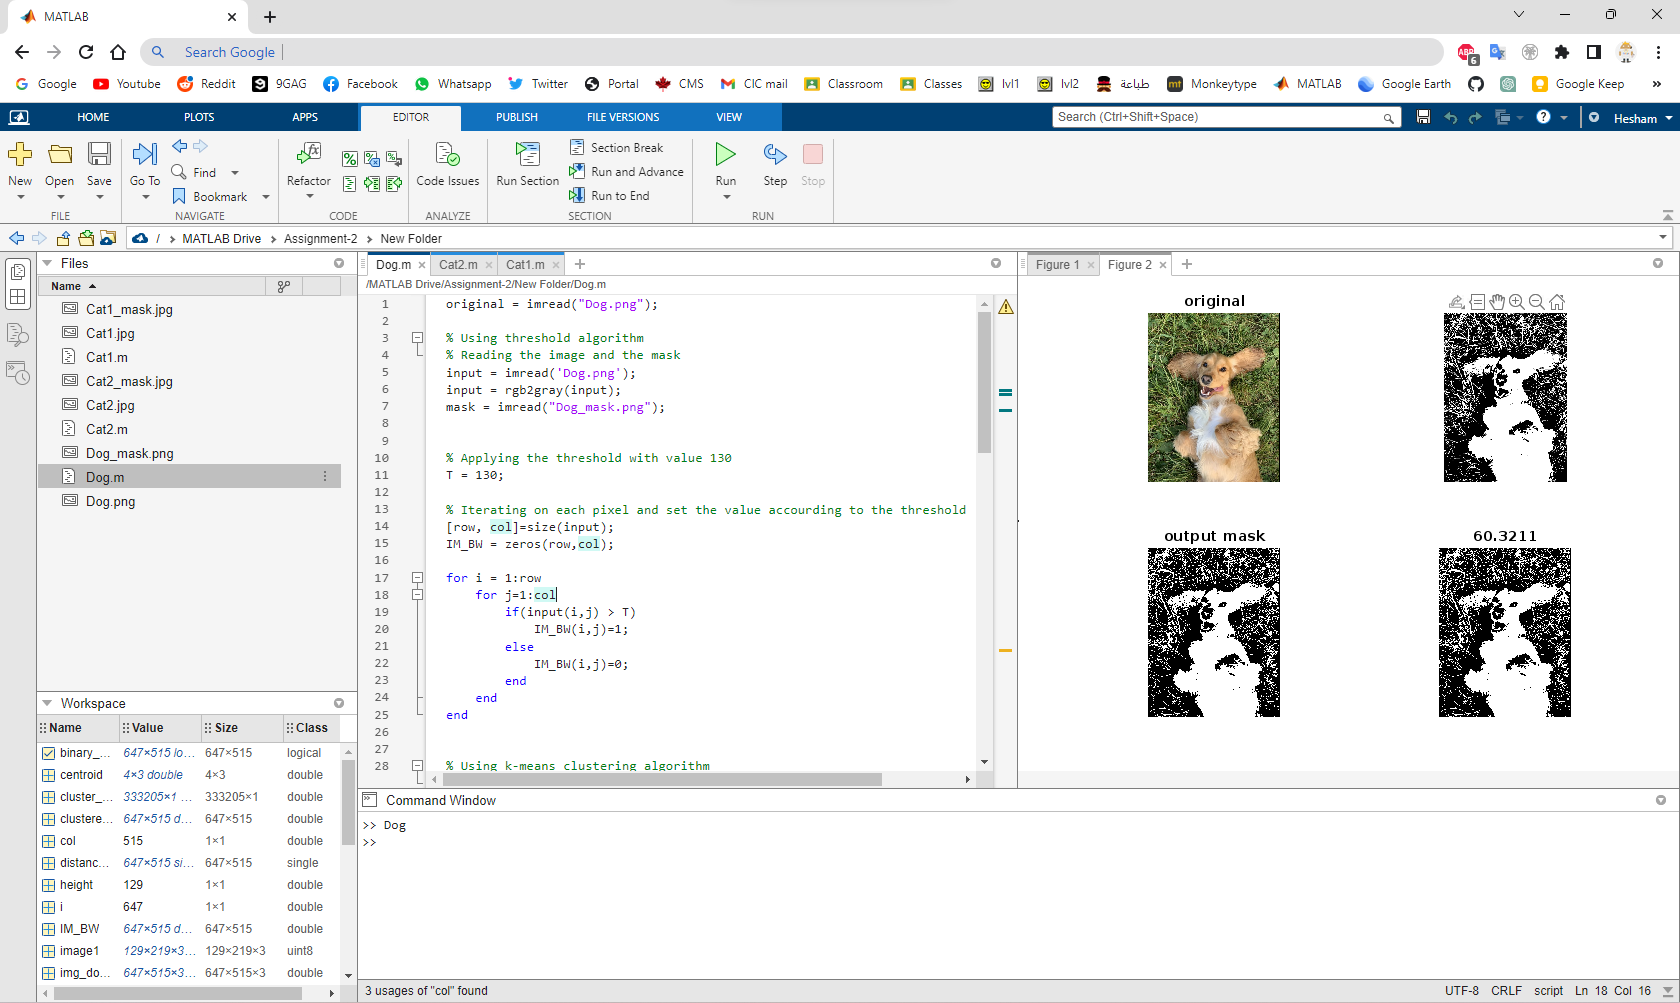 MATLAB
Search Google
6
Google Youtube Reddit 9GAG Facebook Whatsapp Twitter Portal CMS CIC mail Classroom Classes lvl1 lvl2 طباعة Monkeytype MATLAB Google Earth Google Keep »
HOME PLOTS APPS EDITOR PUBLISH FILE VERSIONS VIEW Search (Ctrl+Shift+Space) Hesham
New Open Save Go To Find Bookmark Refactor Code Issues Run Section Section Break Run and Advance Run to End Run Step Stop
FILE NAVIGATE CODE ANALYZE SECTION RUN
/ › MATLAB Drive › Assignment-2 › New Folder
Files
Name
Cat1_mask.jpg
Cat1.jpg
Cat1.m
Cat2_mask.jpg
Cat2.jpg
Cat2.m
Dog_mask.png
Dog.m
Dog.png
Workspace
Name Value Size Class
binary_... 647×515 lo... 647×515 logical
centroid 4×3 double 4×3 double
cluster_... 333205×1 ... 333205×1 double
clustere... 647×515 d... 647×515 double
col 515 1×1 double
distanc... 647×515 si... 647×515 single
height 129 1×1 double
i 647 1×1 double
IM_BW 647×515 d... 647×515 double
image1 129×219×3... 129×219×3 uint8
img_do... 647×515×3... 647×515×3 double
Dog.m Cat2.m Cat1.m
/MATLAB Drive/Assignment-2/New Folder/Dog.m
1 original = imread("Dog.png");
2
3 % Using threshold algorithm
4 % Reading the image and the mask
5 input = imread('Dog.png');
6 input = rgb2gray(input);
7 mask = imread("Dog_mask.png");
8
9
10 % Applying the threshold with value 130
11 T = 130;
12
13 % Iterating on each pixel and set the value accourding to the threshold
14 [row, col]=size(input);
15 IM_BW = zeros(row,col);
16
17 for i = 1:row
18 for j=1:col
19 if(input(i,j) > T)
20 IM_BW(i,j)=1;
21 else
22 IM_BW(i,j)=0;
23 end
24 end
25 end
26
27
28 % Using k-means clustering algorithm
Figure 1 Figure 2
original
output mask
60.3211
Command Window
>> Dog
>>
3 usages of "col" found
UTF-8 CRLF script Ln 18 Col 16